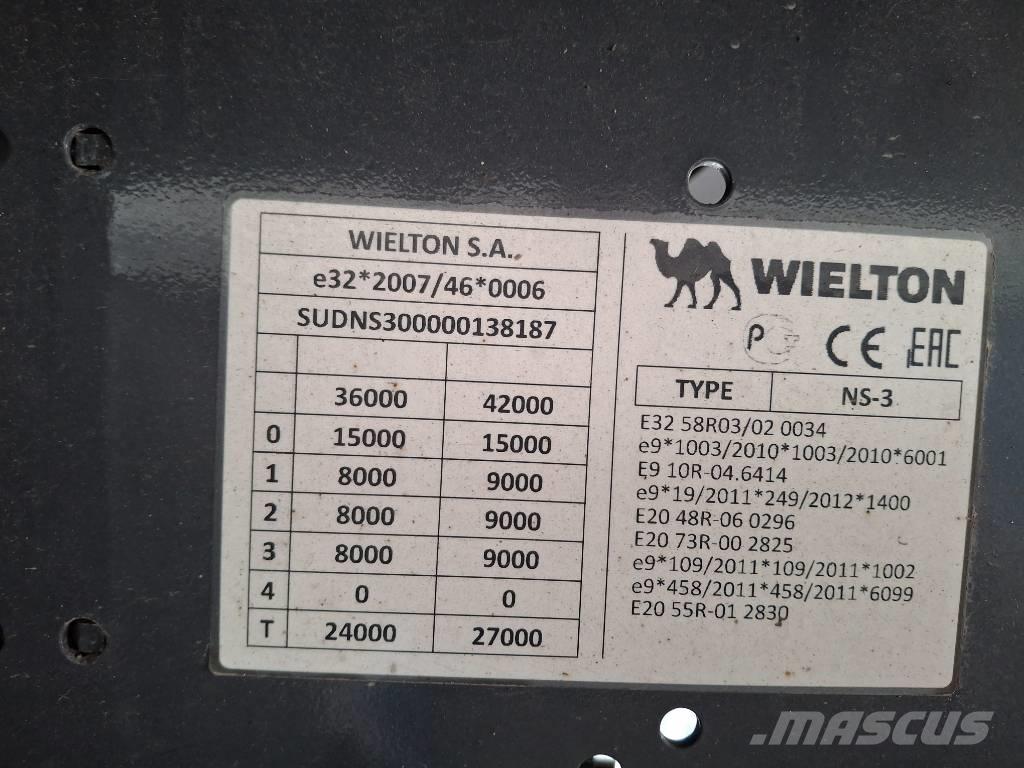 WIELTON S.A.
e32*2007/46*0006
SUDNS300000138187
36000 42000
0 15000 15000
1 8000 9000
2 8000 9000
3 8000 9000
4 0 0
T 24000 27000
WIELTON
P CE EAC
TYPE NS-3
E32 58R03/02 0034
e9*1003/2010*1003/2010*6001
E9 10R-04.6414
e9*19/2011*249/2012*1400
E20 48R-06 0296
E20 73R-00 2825
e9*109/2011*109/2011*1002
e9*458/2011*458/2011*6099
E20 55R-01 2830
MASCUS